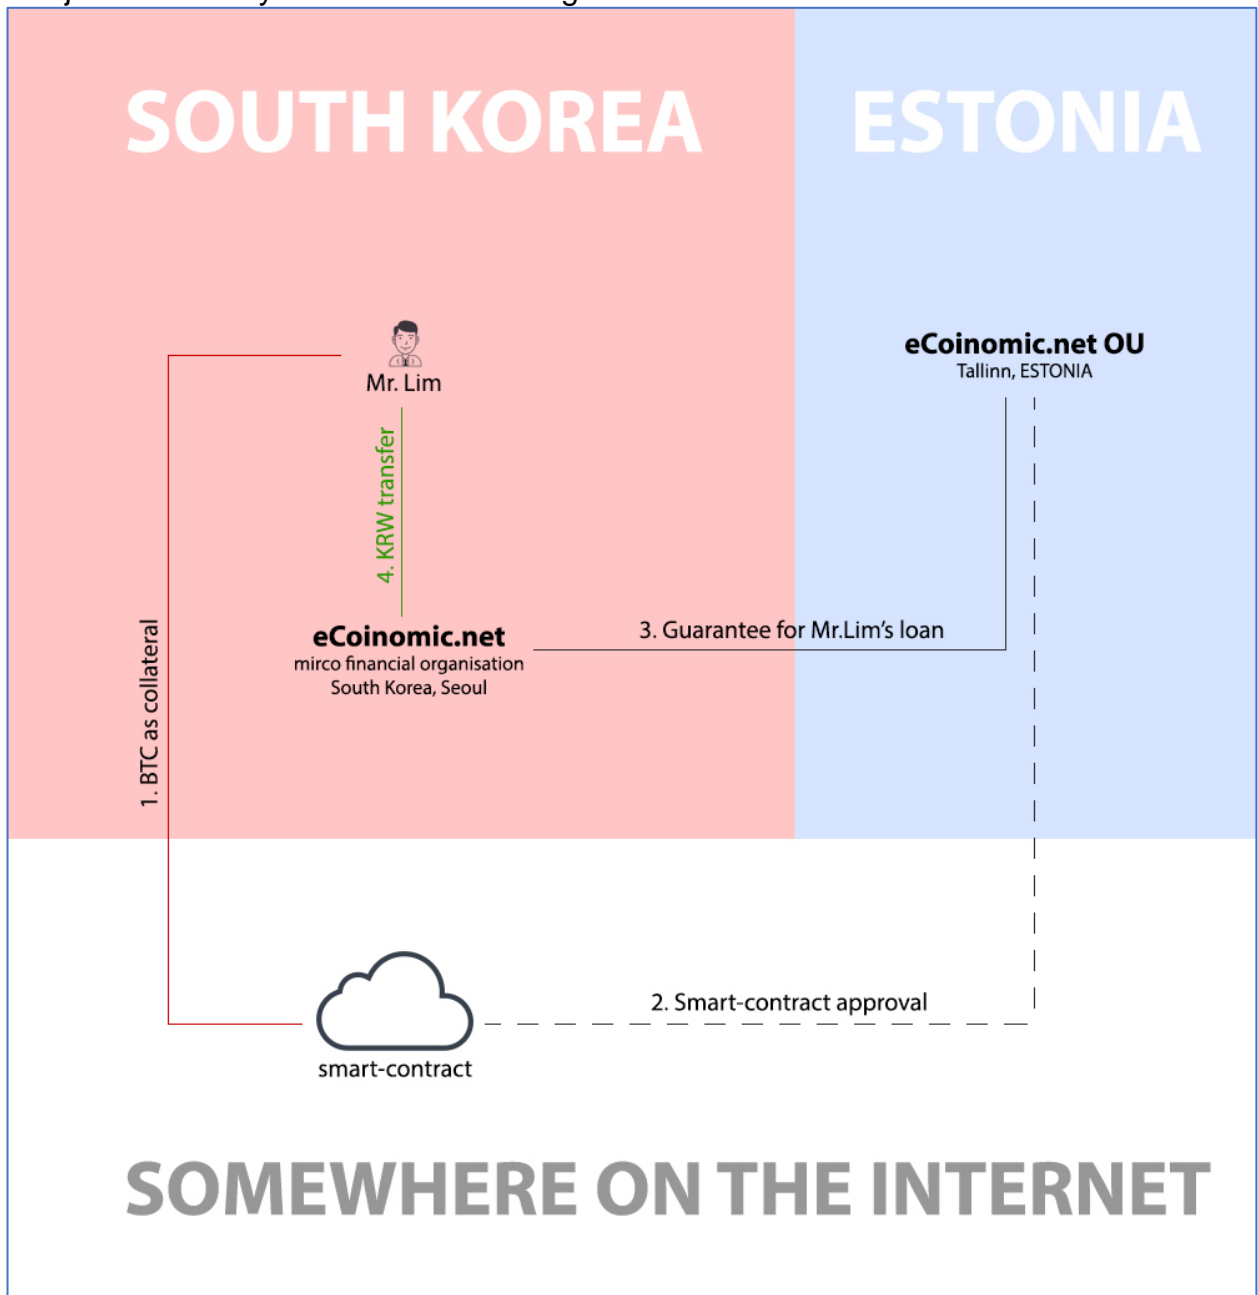 SOUTH KOREA
ESTONIA
Mr. Lim
eCoinomic.net OU
Tallinn, ESTONIA
4. KRW transfer
eCoinomic.net
mirco financial organisation
South Korea, Seoul
3. Guarantee for Mr.Lim's loan
1. BTC as collateral
2. Smart-contract approval
smart-contract
SOMEWHERE ON THE INTERNET